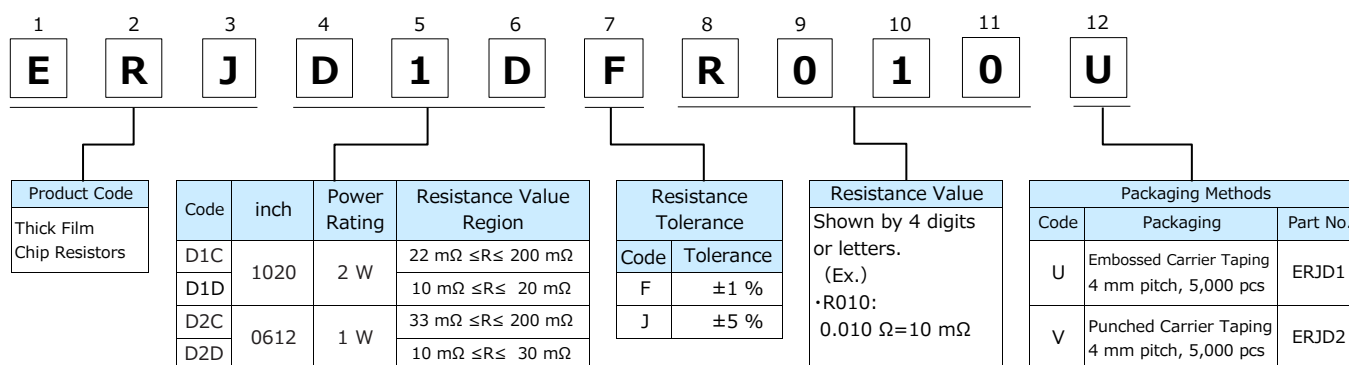 1 2 3 4 5 6 7 8 9 10 11 12
E R J D 1 D F R 0 1 0 U
Product Code
Thick Film
Chip Resistors
Code inch Power Rating Resistance Value Region
D1C 1020 2 W 22 mΩ ≤R≤ 200 mΩ
D1D 10 mΩ ≤R≤ 20 mΩ
D2C 0612 1 W 33 mΩ ≤R≤ 200 mΩ
D2D 10 mΩ ≤R≤ 30 mΩ
Resistance
Tolerance
Code Tolerance
F ±1 %
J ±5 %
Resistance Value
Shown by 4 digits
or letters.
(Ex.)
・R010:
0.010 Ω=10 mΩ
Packaging Methods
Code Packaging Part No.
U Embossed Carrier Taping 4 mm pitch, 5,000 pcs ERJD1
V Punched Carrier Taping 4 mm pitch, 5,000 pcs ERJD2